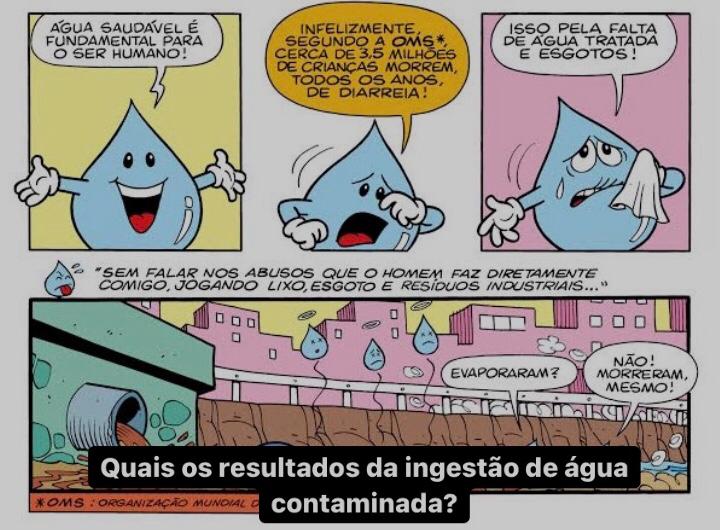 ÁGUA SAUDÁVEL É
FUNDAMENTAL PARA
O SER HUMANO!
INFELIZMENTE,
SEGUNDO A OMS*,
CERCA DE 3,5 MILHÕES
DE CRIANÇAS MORREM,
TODOS OS ANOS,
DE DIARREIA!
ISSO PELA FALTA
DE ÁGUA TRATADA
E ESGOTOS!
"SEM FALAR NOS ABUSOS QUE O HOMEM FAZ DIRETAMENTE
COMIGO, JOGANDO LIXO, ESGOTO E RESÍDUOS INDUSTRIAIS..."
EVAPORARAM?
NÃO!
MORRERAM,
MESMO!
Quais os resultados da ingestão de água
contaminada?
*OMS: ORGANIZAÇÃO MUNDIAL D